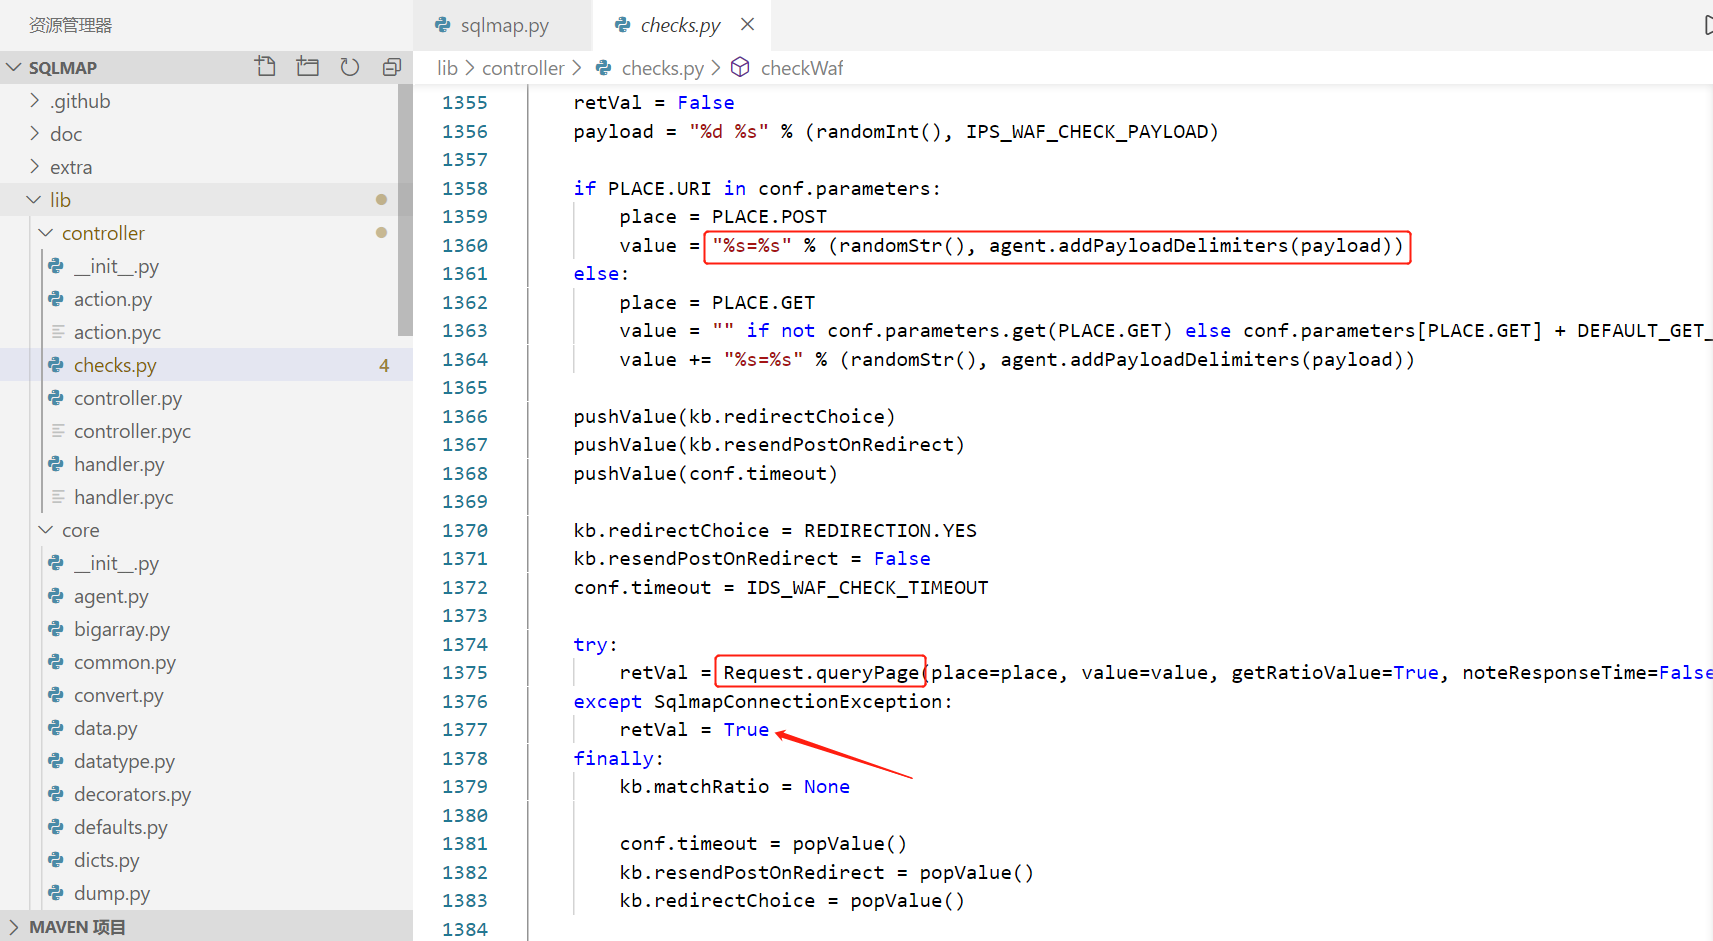 资源管理器
SQLMAP
.github
doc
extra
lib
controller
__init__.py
action.py
action.pyc
checks.py 4
controller.py
controller.pyc
handler.py
handler.pyc
core
__init__.py
agent.py
bigarray.py
common.py
convert.py
data.py
datatype.py
decorators.py
defaults.py
dicts.py
dump.py
MAVEN 项目
sqlmap.py checks.py
lib > controller > checks.py > checkWaf
1355 retVal = False
1356 payload = "%d %s" % (randomInt(), IPS_WAF_CHECK_PAYLOAD)
1357
1358 if PLACE.URI in conf.parameters:
1359 place = PLACE.POST
1360 value = "%s=%s" % (randomStr(), agent.addPayloadDelimiters(payload))
1361 else:
1362 place = PLACE.GET
1363 value = "" if not conf.parameters.get(PLACE.GET) else conf.parameters[PLACE.GET] + DEFAULT_GET_
1364 value += "%s=%s" % (randomStr(), agent.addPayloadDelimiters(payload))
1365
1366 pushValue(kb.redirectChoice)
1367 pushValue(kb.resendPostOnRedirect)
1368 pushValue(conf.timeout)
1369
1370 kb.redirectChoice = REDIRECTION.YES
1371 kb.resendPostOnRedirect = False
1372 conf.timeout = IDS_WAF_CHECK_TIMEOUT
1373
1374 try:
1375 retVal = Request.queryPage(place=place, value=value, getRatioValue=True, noteResponseTime=False
1376 except SqlmapConnectionException:
1377 retVal = True
1378 finally:
1379 kb.matchRatio = None
1380
1381 conf.timeout = popValue()
1382 kb.resendPostOnRedirect = popValue()
1383 kb.redirectChoice = popValue()
1384